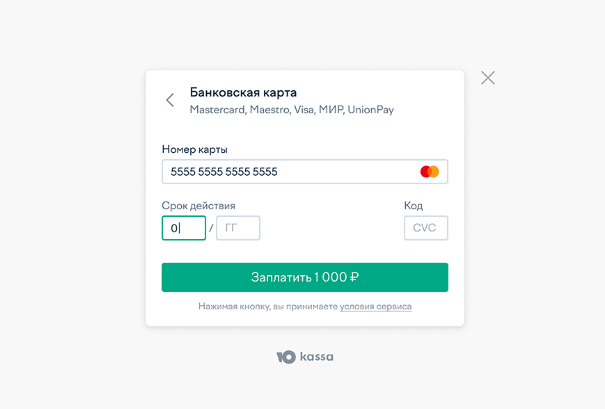 Банковская карта
Mastercard, Maestro, Visa, МИР, UnionPay
Номер карты
5555 5555 5555 5555
Срок действия
Код
0 / ГГ
CVC
Заплатить 1 000 ₽
Нажимая кнопку, вы принимаете условия сервиса
Ю kassa